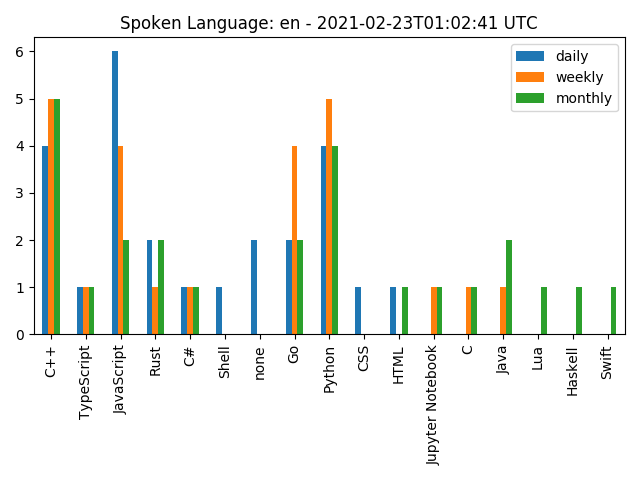 Spoken Language: en - 2021-02-23T01:02:41 UTC
daily
weekly
monthly
6
5
4
3
2
1
0
C++
TypeScript
JavaScript
Rust
C#
Shell
none
Go
Python
CSS
HTML
Jupyter Notebook
C
Java
Lua
Haskell
Swift